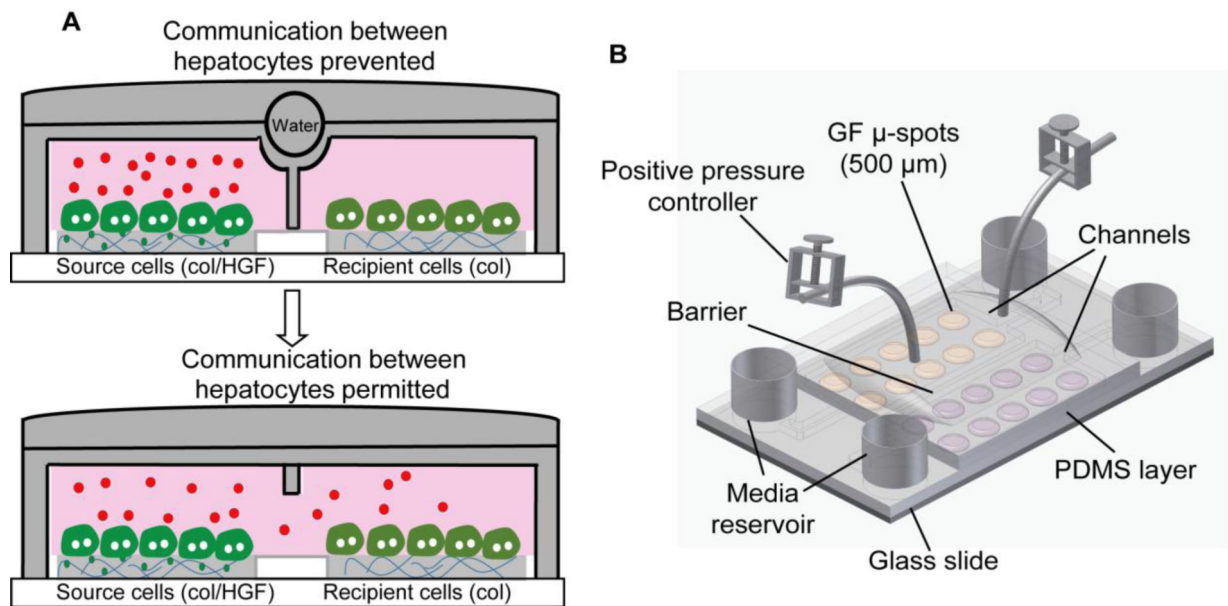 A
Communication between
hepatocytes prevented
Water
Source cells (col/HGF)
Recipient cells (col)
Communication between
hepatocytes permitted
Source cells (col/HGF)
Recipient cells (col)
B
GF µ-spots
(500 µm)
Positive pressure
controller
Channels
Barrier
PDMS layer
Media
reservoir
Glass slide